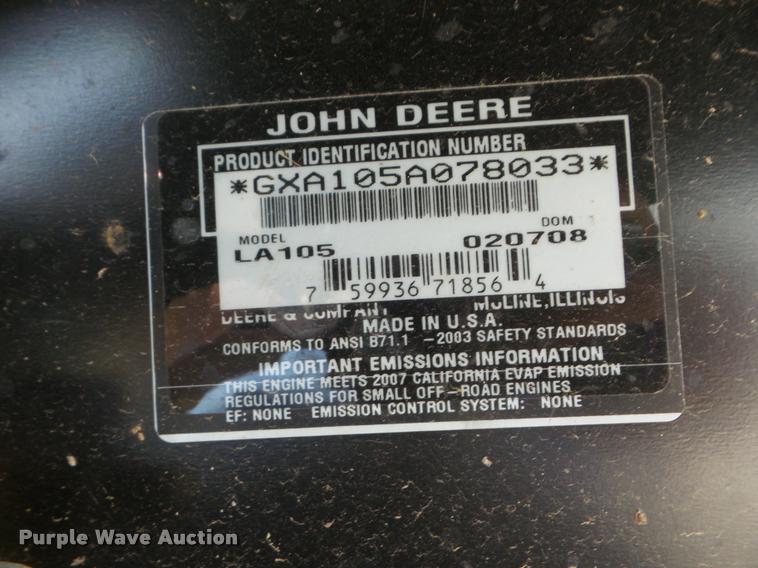 JOHN DEERE
PRODUCT IDENTIFICATION NUMBER
*GXA105A078033*
MODEL DOM
LA105 020708
7 59936 71856 4
DEERE & COMPANY MOLINE, ILLINOIS
MADE IN U.S.A.
CONFORMS TO ANSI B71.1 -2003 SAFETY STANDARDS
IMPORTANT EMISSIONS INFORMATION
THIS ENGINE MEETS 2007 CALIFORNIA EVAP EMISSION
REGULATIONS FOR SMALL OFF-ROAD ENGINES
EF: NONE EMISSION CONTROL SYSTEM: NONE
Purple Wave Auction